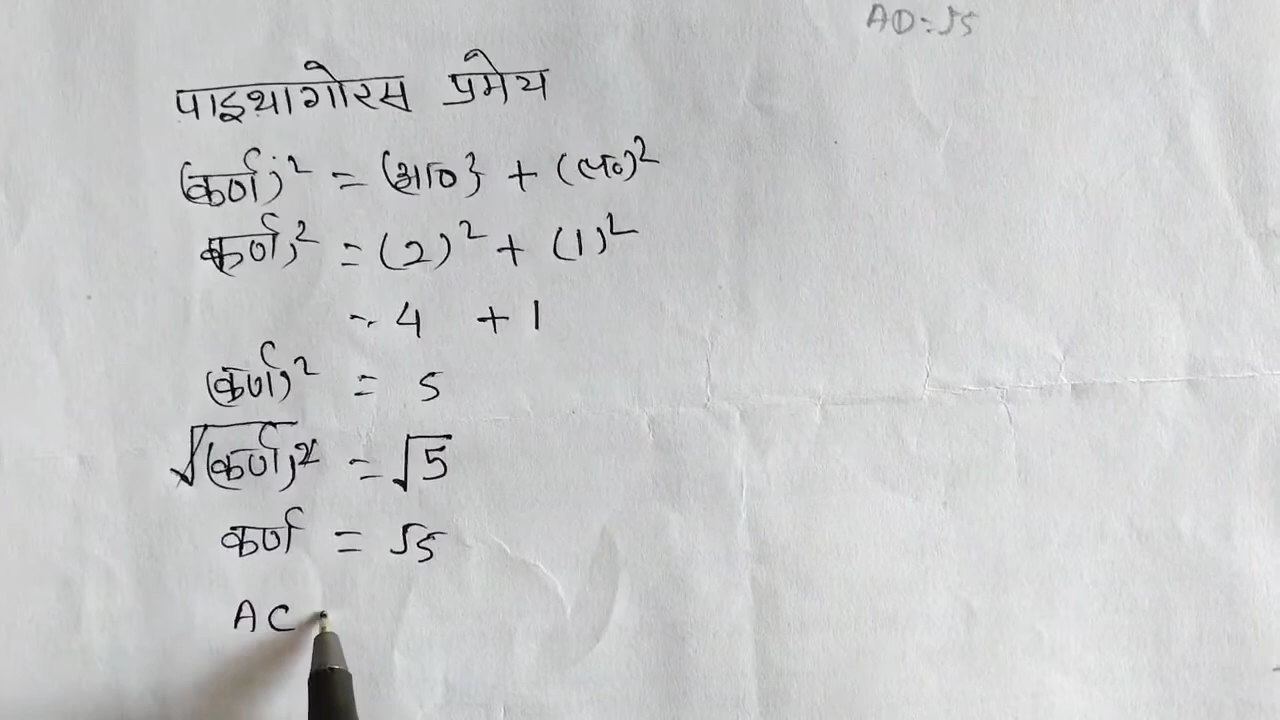 AD = √5
पाइथागोरस प्रमेय
(कर्ण)² = (आ०} + (ल०)²
कर्ण)² = (2)² + (1)²
= 4 + 1
(कर्ण)² = 5
√(कर्ण)² = √5
कर्ण = √5
AC